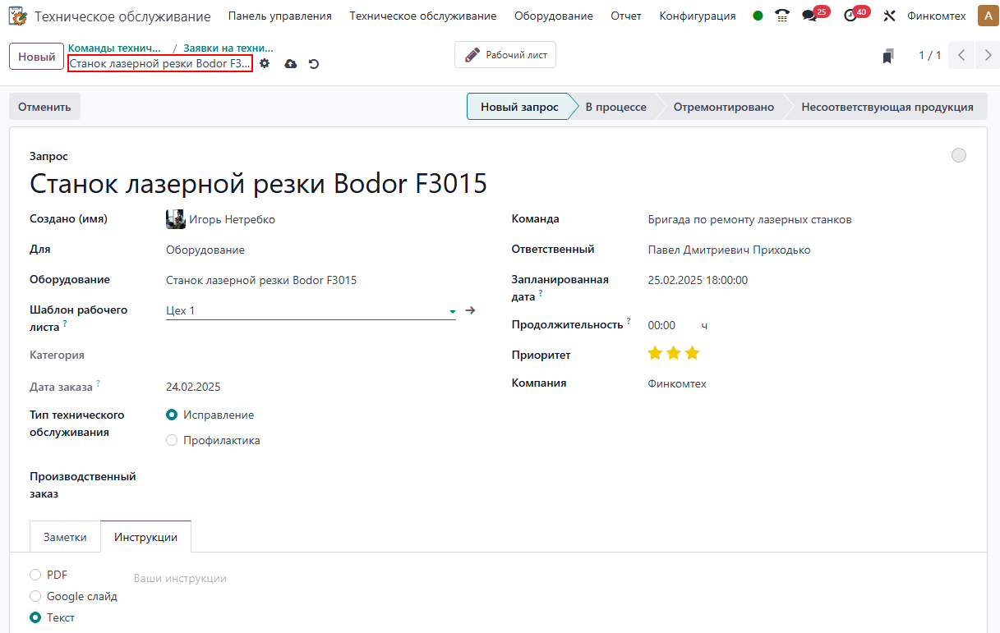 Техническое обслуживание Панель управления Техническое обслуживание Оборудование Отчет Конфигурация 25 40 Финкомтех A
Новый Команды технич... / Заявки на техни...
Станок лазерной резки Bodor F3...
Рабочий лист
1 / 1
Отменить Новый запрос В процессе Отремонтировано Несоответствующая продукция
Запрос
Станок лазерной резки Bodor F3015
Создано (имя) Игорь Нетребко
Для Оборудование
Оборудование Станок лазерной резки Bodor F3015
Шаблон рабочего
листа ? Цех 1
Категория
Дата заказа ? 24.02.2025
Тип технического
обслуживания
Исправление
Профилактика
Производственный
заказ
Команда Бригада по ремонту лазерных станков
Ответственный Павел Дмитриевич Приходько
Запланированная
дата ? 25.02.2025 18:00:00
Продолжительность ? 00:00 ч
Приоритет
Компания Финкомтех
Заметки Инструкции
PDF
Google слайд
Текст
Ваши инструкции